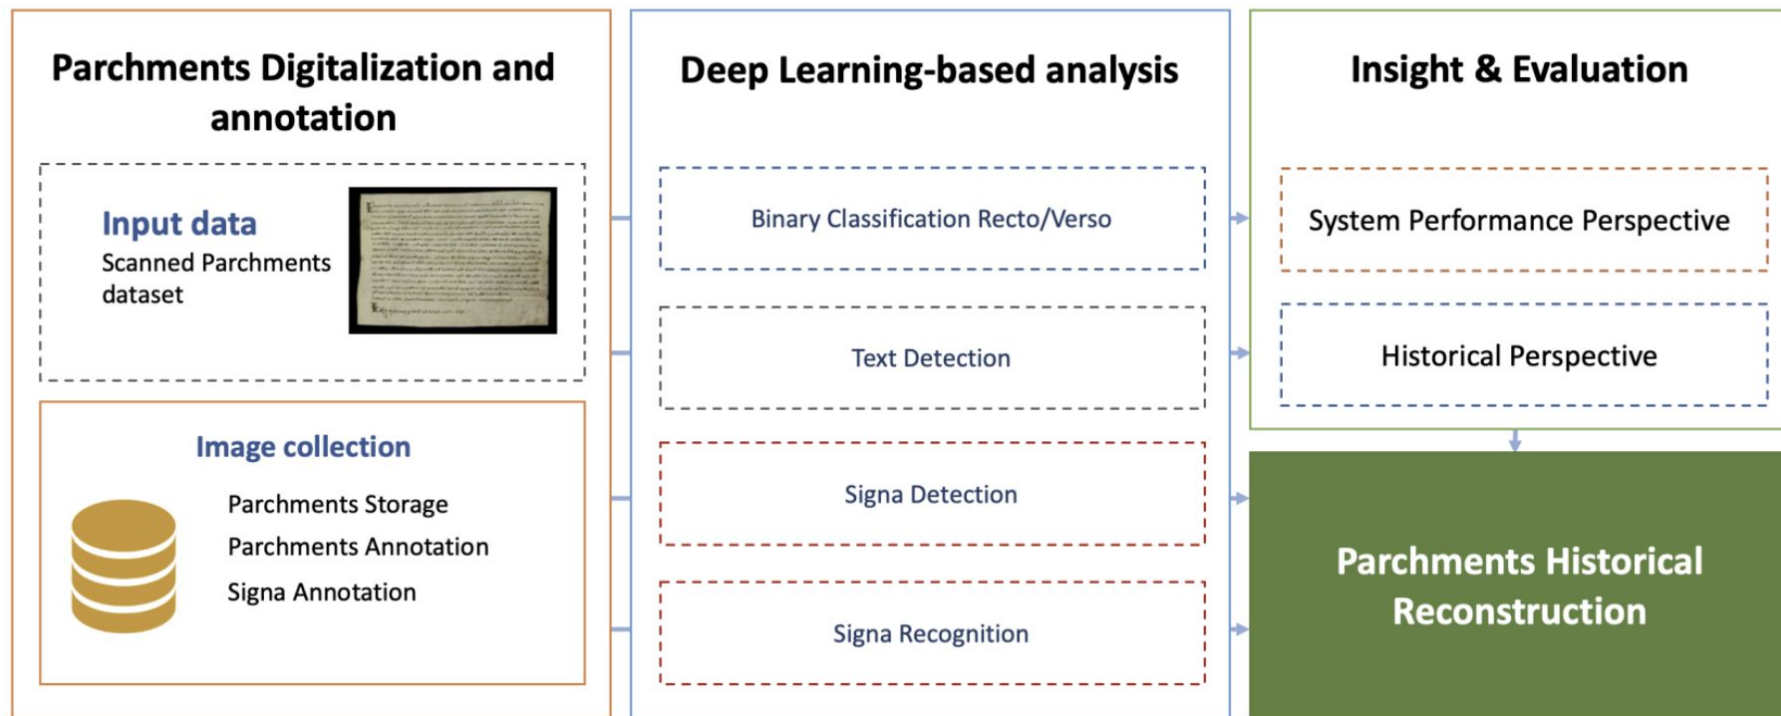 Parchments Digitalization and
annotation
Input data
Scanned Parchments
dataset
Image collection
Parchments Storage
Parchments Annotation
Signa Annotation
Deep Learning-based analysis
Binary Classification Recto/Verso
Text Detection
Signa Detection
Signa Recognition
Insight & Evaluation
System Performance Perspective
Historical Perspective
Parchments Historical
Reconstruction